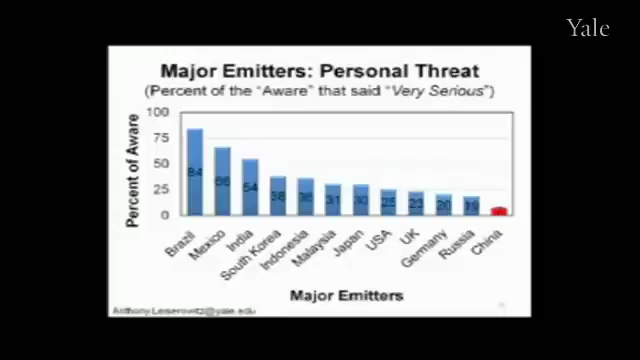 Yale
Major Emitters: Personal Threat
(Percent of the "Aware" that said "Very Serious")
Percent of Aware
100
75
50
25
0
84 66 54 38 31 30 25 23 20 19
Brazil Mexico India South Korea Indonesia Malaysia Japan USA UK Germany Russia China
Major Emitters
Anthony.Leiserowitz@yale.edu